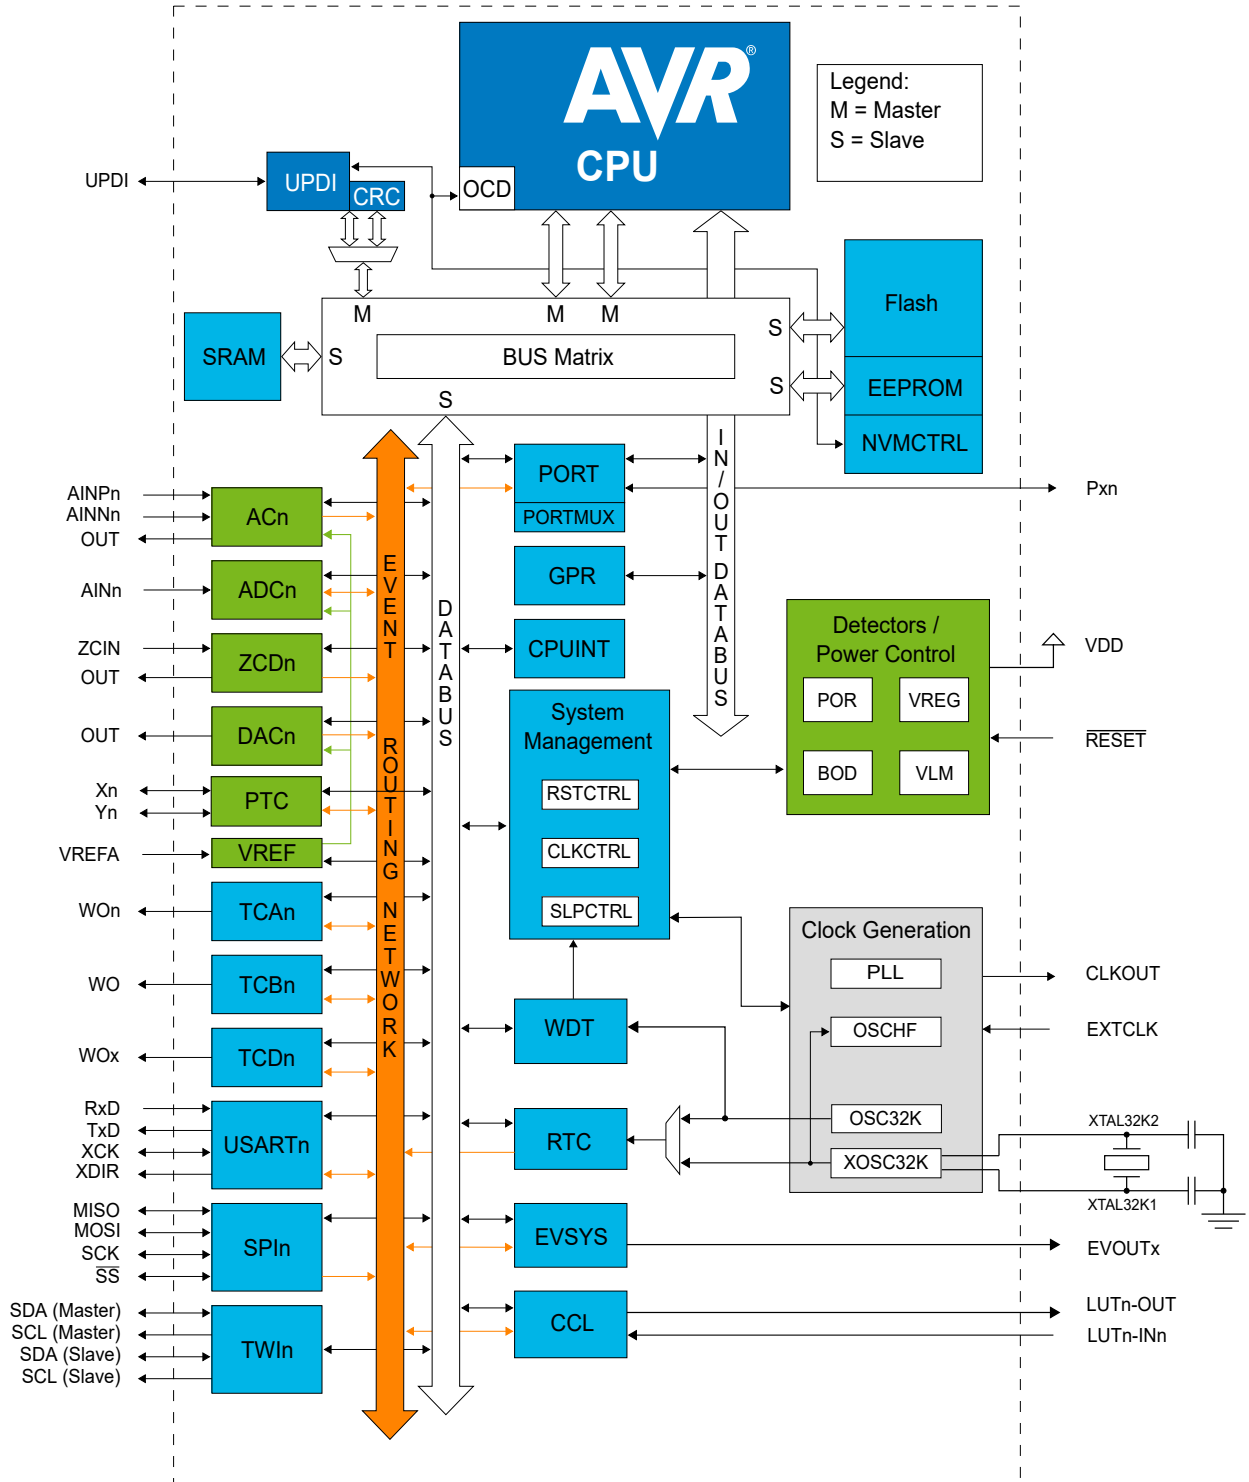 AVR®
CPU
OCD
Legend:
M = Master
S = Slave
UPDI
UPDI
CRC
M
M
M
S
Flash
SRAM
S
BUS Matrix
S
EEPROM
S
NVMCTRL
IN/OUT DATABUS
EVENT ROUTING NETWORK
DATABUS
PORT
PORTMUX
Pxn
AINPn
AINNn
OUT
ACn
GPR
AINn
ADCn
CPUINT
ZCIN
OUT
ZCDn
Detectors /
Power Control
POR
VREG
BOD
VLM
VDD
RESET
OUT
DACn
System
Management
RSTCTRL
CLKCTRL
SLPCTRL
Xn
Yn
PTC
VREFA
VREF
WOn
TCAn
Clock Generation
PLL
OSCHF
OSC32K
XOSC32K
CLKOUT
EXTCLK
WO
TCBn
WDT
WOx
TCDn
RxD
TxD
XCK
XDIR
USARTn
RTC
XTAL32K2
XTAL32K1
MISO
MOSI
SCK
SS
SPIn
EVSYS
EVOUTx
SDA (Master)
SCL (Master)
SDA (Slave)
SCL (Slave)
TWIn
CCL
LUTn-OUT
LUTn-INn